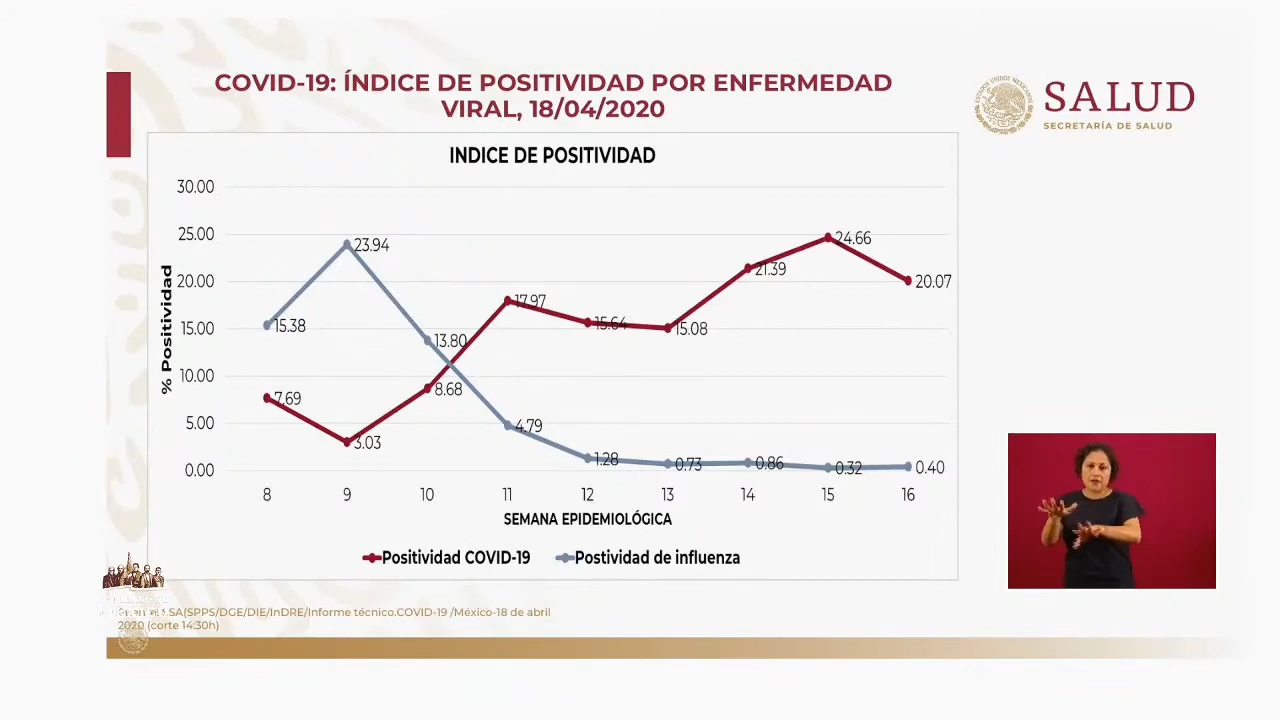 COVID-19: ÍNDICE DE POSITIVIDAD POR ENFERMEDAD
VIRAL, 18/04/2020
ESTADOS UNIDOS MEXICANOS
SALUD
SECRETARÍA DE SALUD
INDICE DE POSITIVIDAD
% Positividad
30.00
25.00
20.00
15.00
10.00
5.00
0.00
15.38
23.94
13.80
4.79
1.28
0.73
0.86
0.32
0.40
7.69
3.03
8.68
17.97
15.64
15.08
21.39
24.66
20.07
8 9 10 11 12 13 14 15 16
SEMANA EPIDEMIOLÓGICA
Positividad COVID-19 Postividad de influenza
SSA(SPPS/DGE/DIE/InDRE/Informe técnico.COVID-19 /México-18 de abril
2020 (corte 14:30h)